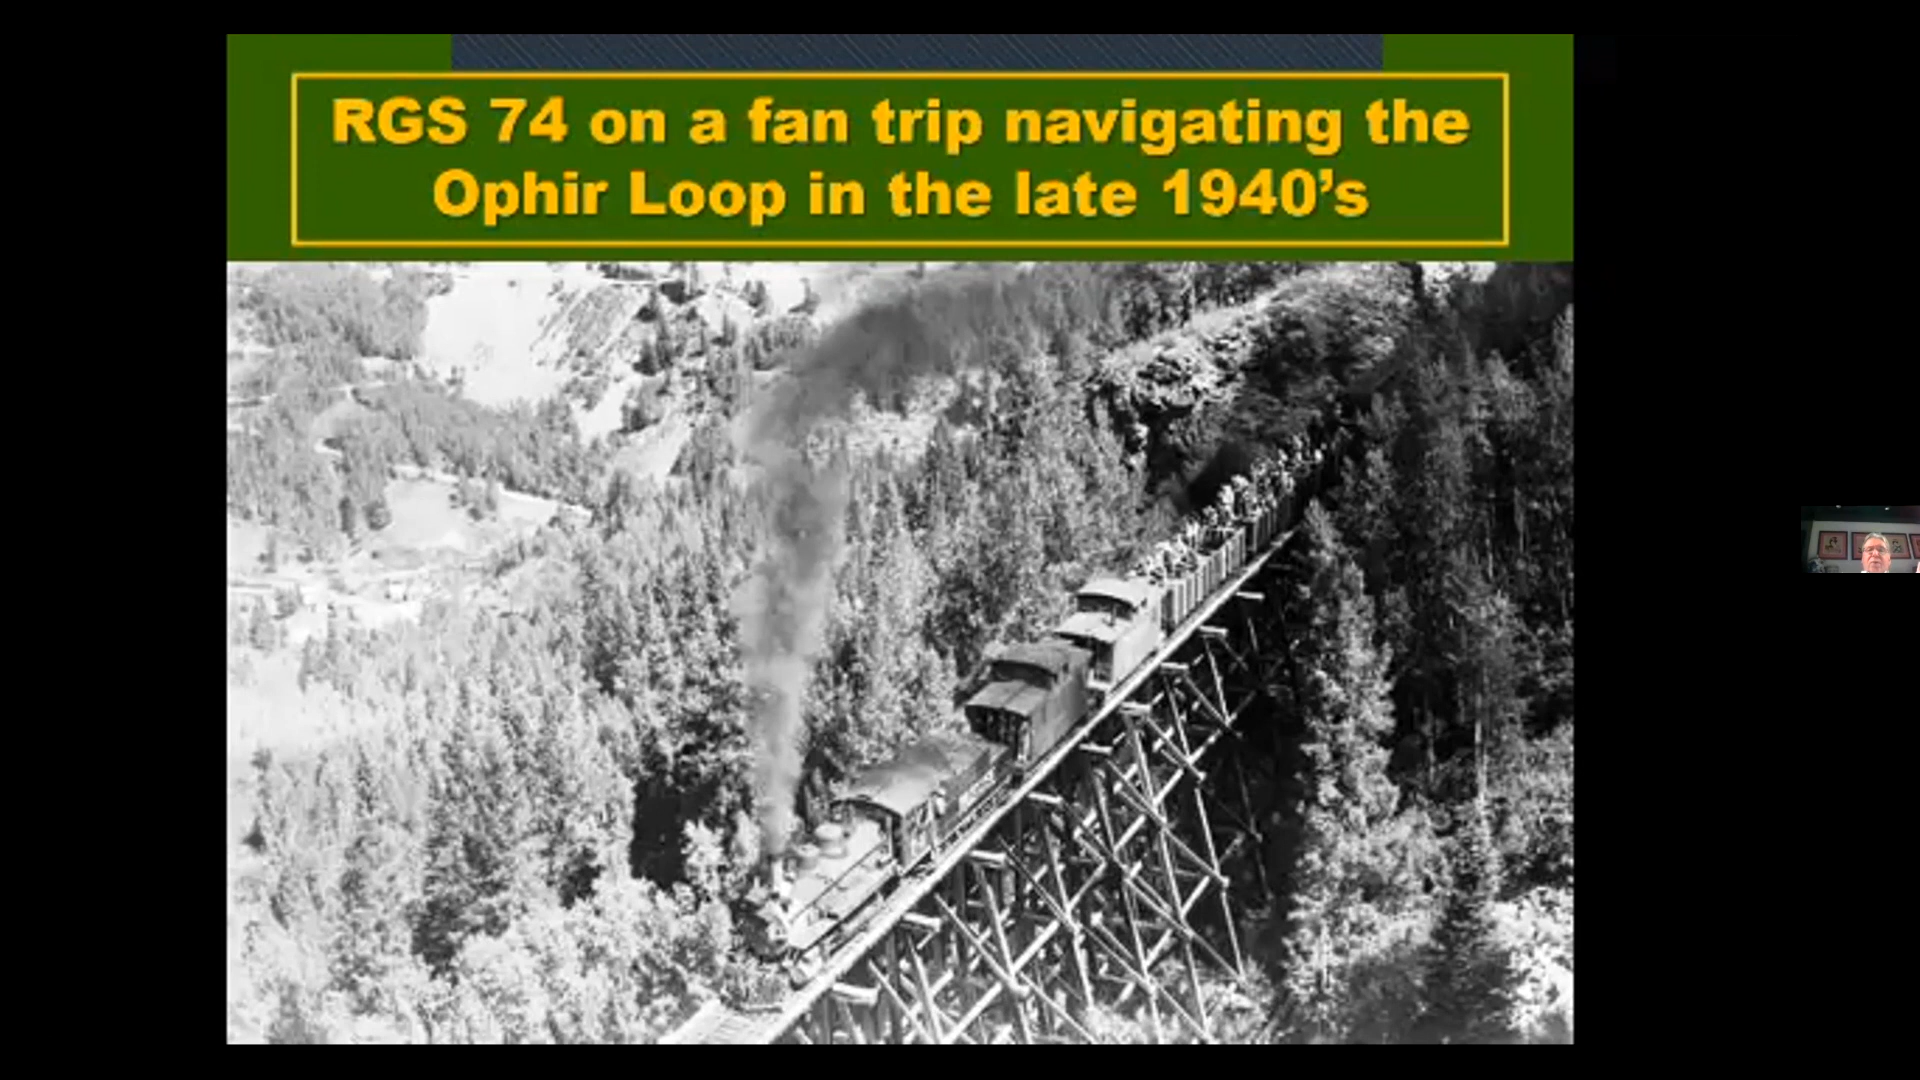 RGS 74 on a fan trip navigating the
Ophir Loop in the late 1940’s